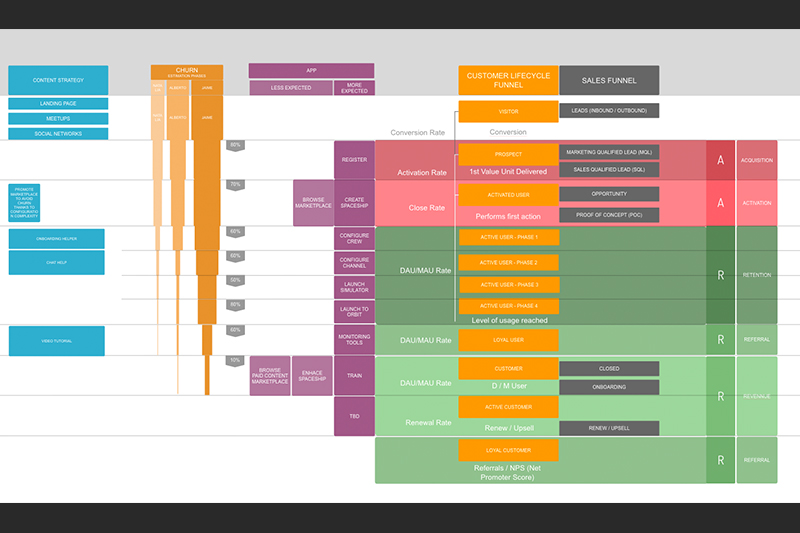 CONTENT STRATEGY
LANDING PAGE
MEETUPS
SOCIAL NETWORKS
PROMOTE
MARKETPLACE
TO AVOID
CHURN
THANKS TO
CONFIGURATIO
N COMPLEXITY
ONBOARDING HELPER
CHAT HELP
VIDEO TUTORIAL
CHURN
ESTIMATION PHASES
ALBERTO
JAIME
ALBERTO
JAIME
APP
LESS EXPECTED
MORE
EXPECTED
90%
REGISTER
70%
BROWSE
MARKETPLACE
CREATE
SPACESHIP
60%
CONFIGURE
CREW
60%
CONFIGURE
CHANNEL
50%
LAUNCH
SIMULATOR
LAUNCH TO
ORBIT
60%
MONITORING
TOOLS
10%
BROWSE
PAID CONTENT
MARKETPLACE
ENHACE
SPACESHIP
TRAIN
TBD
CUSTOMER LIFECYCLE
FUNNEL
SALES FUNNEL
VISITOR
LEADS (INBOUND / OUTBOUND)
Conversion Rate
Conversion
PROSPECT
MARKETING QUALIFIED LEAD (MQL)
SALES QUALIFIED LEAD (SQL)
Activation Rate
1st Value Unit Delivered
A
ACQUISITION
ACTIVATED USER
OPPORTUNITY
Close Rate
Performs first action
PROOF OF CONCEPT (POC)
A
ACTIVATION
ACTIVE USER - PHASE 1
ACTIVE USER - PHASE 2
DAU/MAU Rate
ACTIVE USER - PHASE 3
ACTIVE USER - PHASE 4
Level of usage reached
R
RETENTION
DAU/MAU Rate
LOYAL USER
R
REFERRAL
CUSTOMER
CLOSED
DAU/MAU Rate
D / M User
ONBOARDING
ACTIVE CUSTOMER
Renewal Rate
Renew / Upsell
RENEW / UPSELL
R
REVENUE
LOYAL CUSTOMER
Referrals / NPS (Net
Promoter Score)
R
REFERRAL